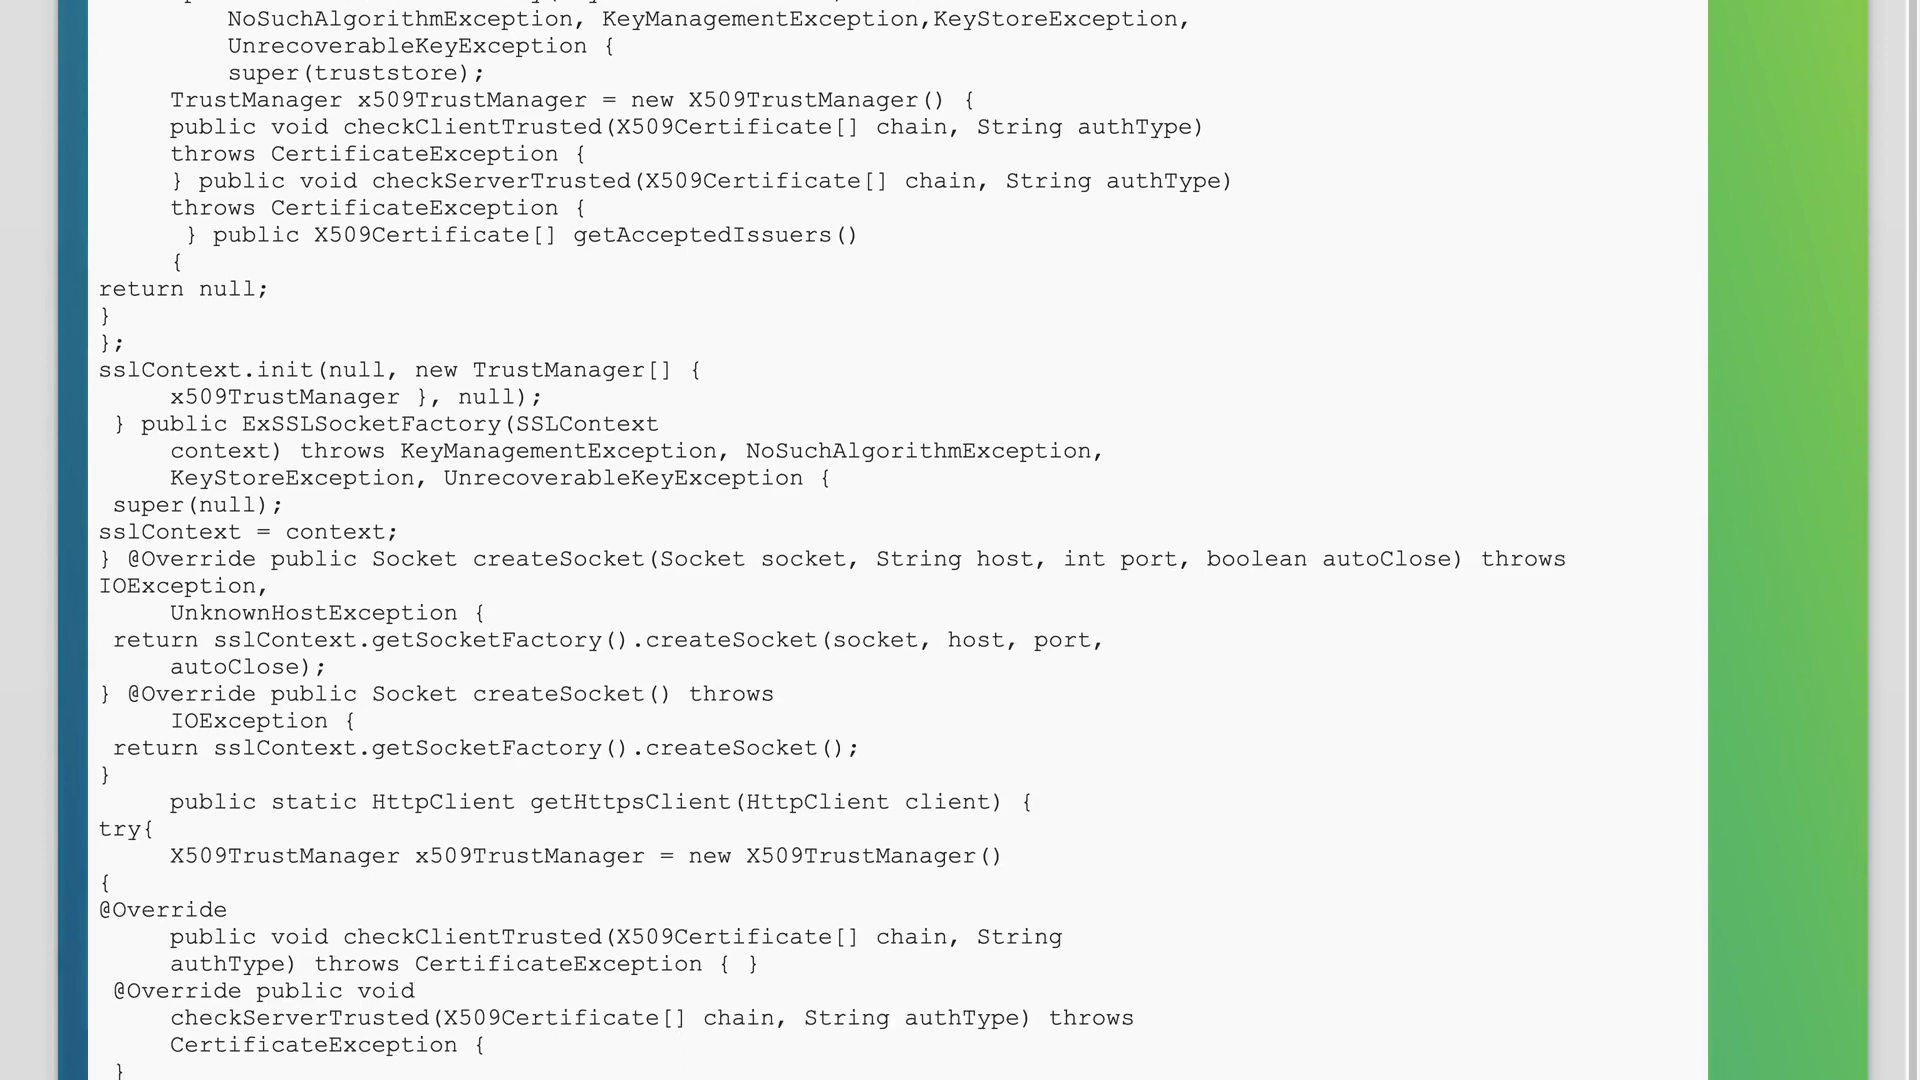 NoSuchAlgorithmException, KeyManagementException,KeyStoreException,
UnrecoverableKeyException {
super(truststore);
TrustManager x509TrustManager = new X509TrustManager() {
public void checkClientTrusted(X509Certificate[] chain, String authType)
throws CertificateException {
} public void checkServerTrusted(X509Certificate[] chain, String authType)
throws CertificateException {
} public X509Certificate[] getAcceptedIssuers()
{
return null;
}
};
sslContext.init(null, new TrustManager[] {
x509TrustManager }, null);
} public ExSSLSocketFactory(SSLContext
context) throws KeyManagementException, NoSuchAlgorithmException,
KeyStoreException, UnrecoverableKeyException {
super(null);
sslContext = context;
} @Override public Socket createSocket(Socket socket, String host, int port, boolean autoClose) throws
IOException,
UnknownHostException {
return sslContext.getSocketFactory().createSocket(socket, host, port,
autoClose);
} @Override public Socket createSocket() throws
IOException {
return sslContext.getSocketFactory().createSocket();
}
public static HttpClient getHttpsClient(HttpClient client) {
try{
X509TrustManager x509TrustManager = new X509TrustManager()
{
@Override
public void checkClientTrusted(X509Certificate[] chain, String
authType) throws CertificateException { }
@Override public void
checkServerTrusted(X509Certificate[] chain, String authType) throws
CertificateException {
}